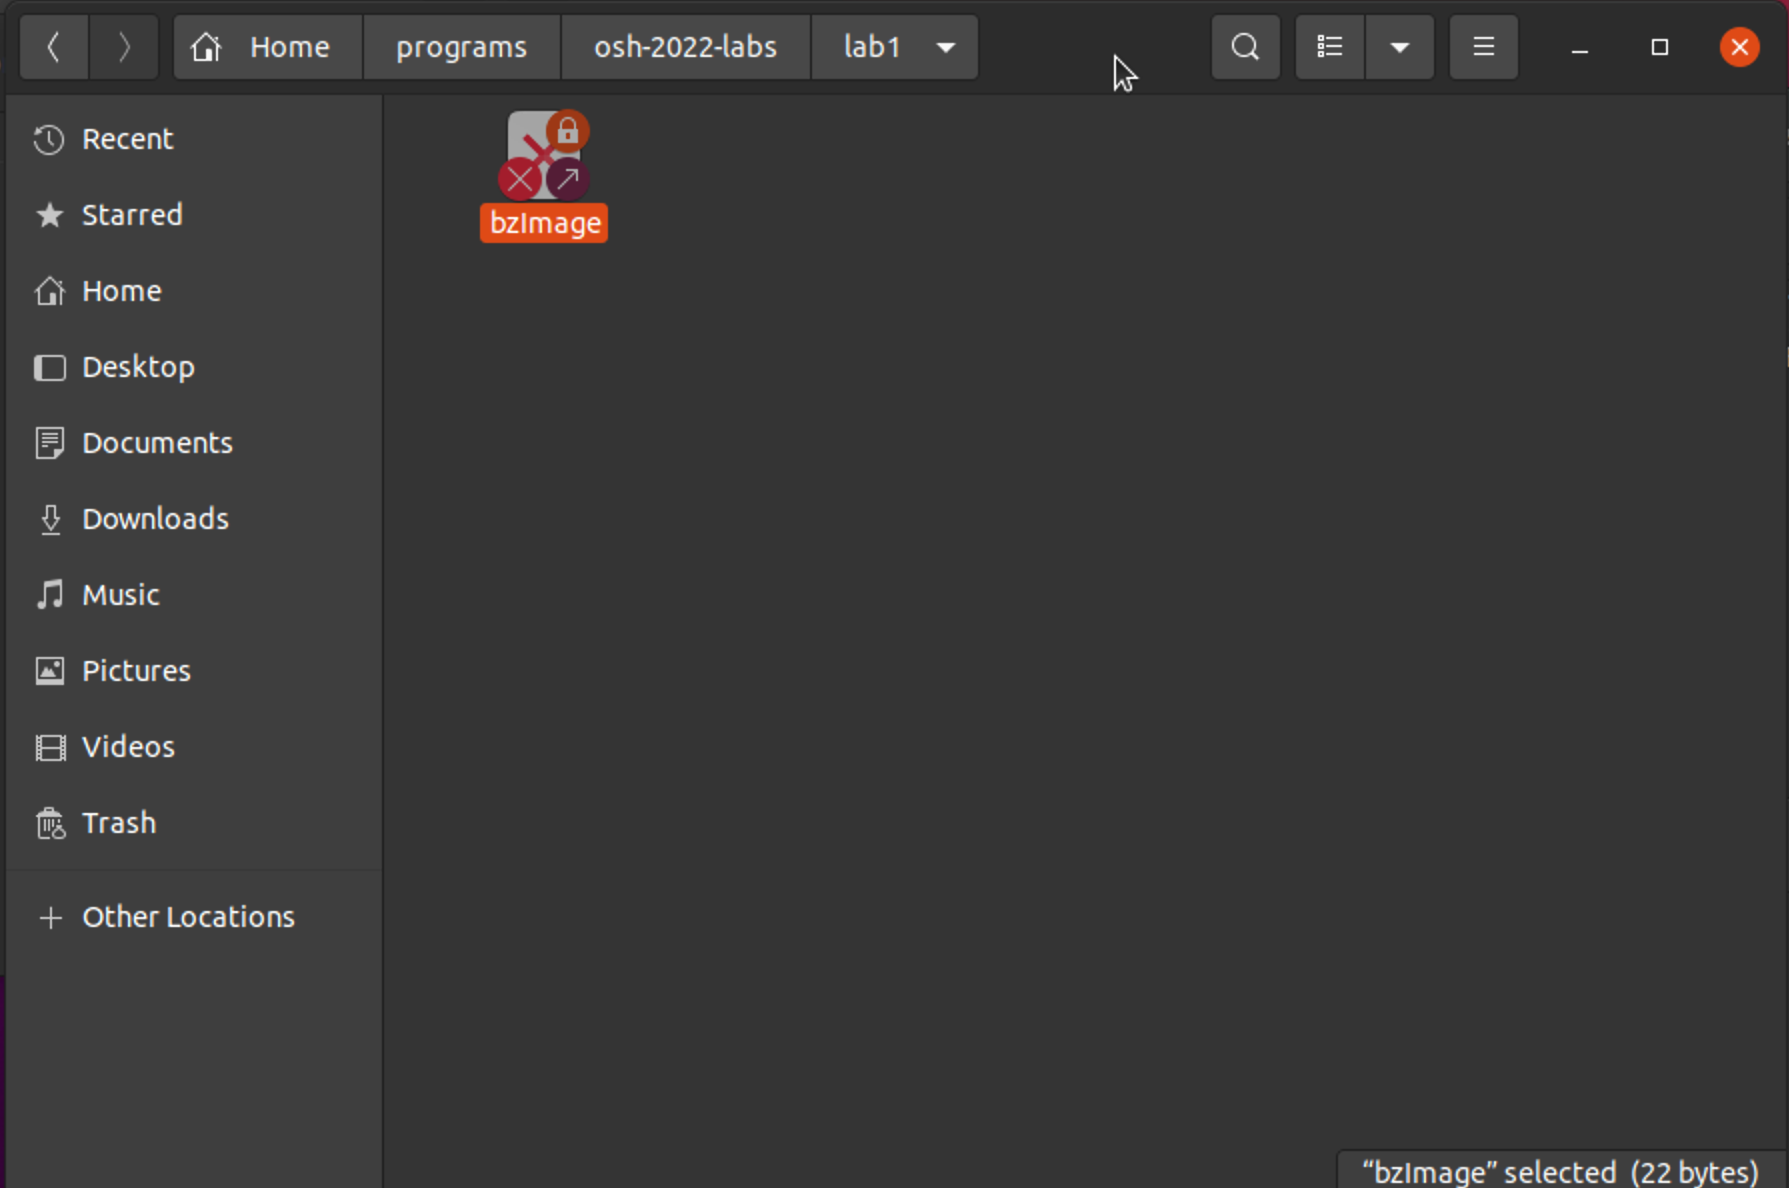 Home programs osh-2022-labs lab1
Recent
Starred
Home
Desktop
Documents
Downloads
Music
Pictures
Videos
Trash
Other Locations
bzImage
“bzImage” selected (22 bytes)